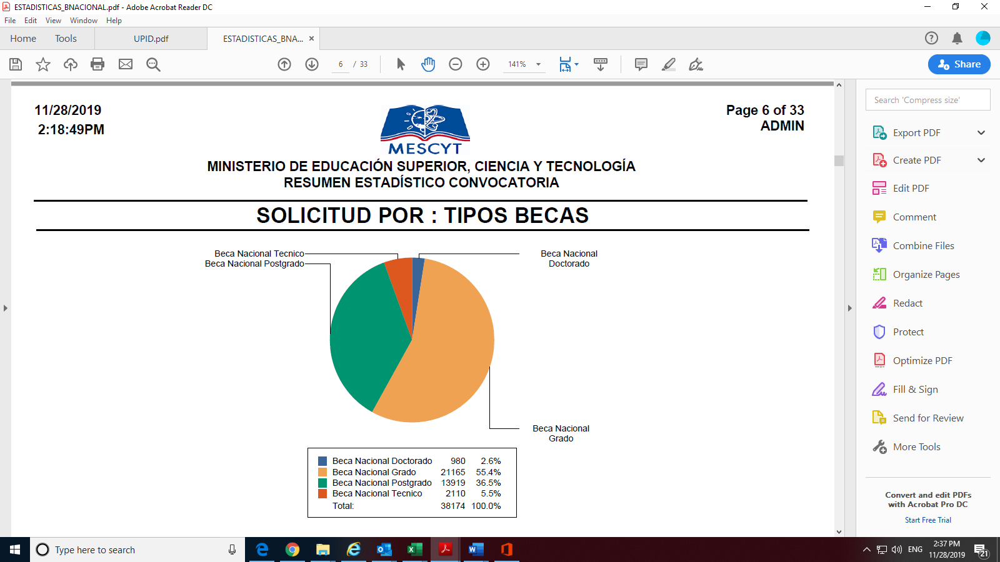 ESTADISTICAS_BNACIONAL.pdf - Adobe Acrobat Reader DC
File Edit View Window Help
Home Tools UPID.pdf ESTADISTICAS_BNA... ×
6 / 33 141%
Share
11/28/2019
2:18:49PM
MESCYT
Page 6 of 33
ADMIN
MINISTERIO DE EDUCACIÓN SUPERIOR, CIENCIA Y TECNOLOGÍA
RESUMEN ESTADÍSTICO CONVOCATORIA
SOLICITUD POR : TIPOS BECAS
Beca Nacional Tecnico
Beca Nacional Postgrado
Beca Nacional
Doctorado
Beca Nacional
Grado
Beca Nacional Doctorado 980 2.6%
Beca Nacional Grado 21165 55.4%
Beca Nacional Postgrado 13919 36.5%
Beca Nacional Tecnico 2110 5.5%
Total: 38174 100.0%
Search 'Compress size'
Export PDF
Create PDF
Edit PDF
Comment
Combine Files
Organize Pages
Redact
Protect
Optimize PDF
Fill & Sign
Send for Review
More Tools
Convert and edit PDFs
with Acrobat Pro DC
Start Free Trial
Type here to search
ENG
2:37 PM
11/28/2019
21